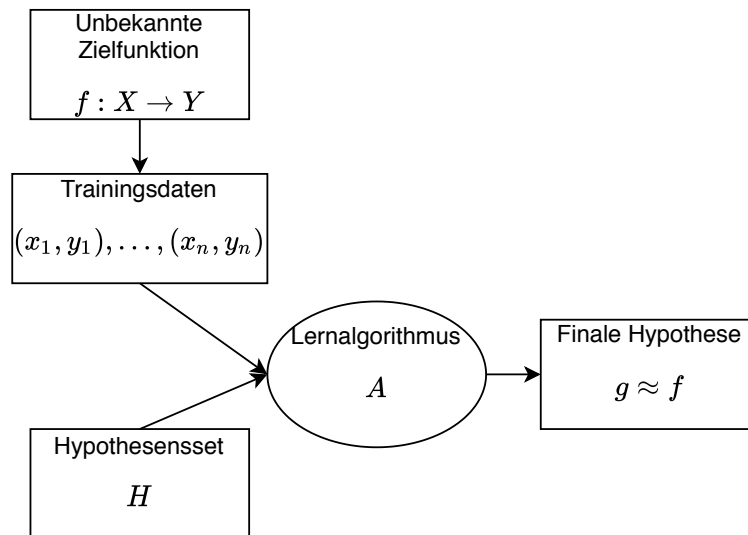 Unbekannte
Zielfunktion
f : X → Y
Trainingsdaten
(x₁, y₁), . . . , (xₙ, yₙ)
Lernalgorithmus
A
Finale Hypothese
g ≈ f
Hypothesensset
H